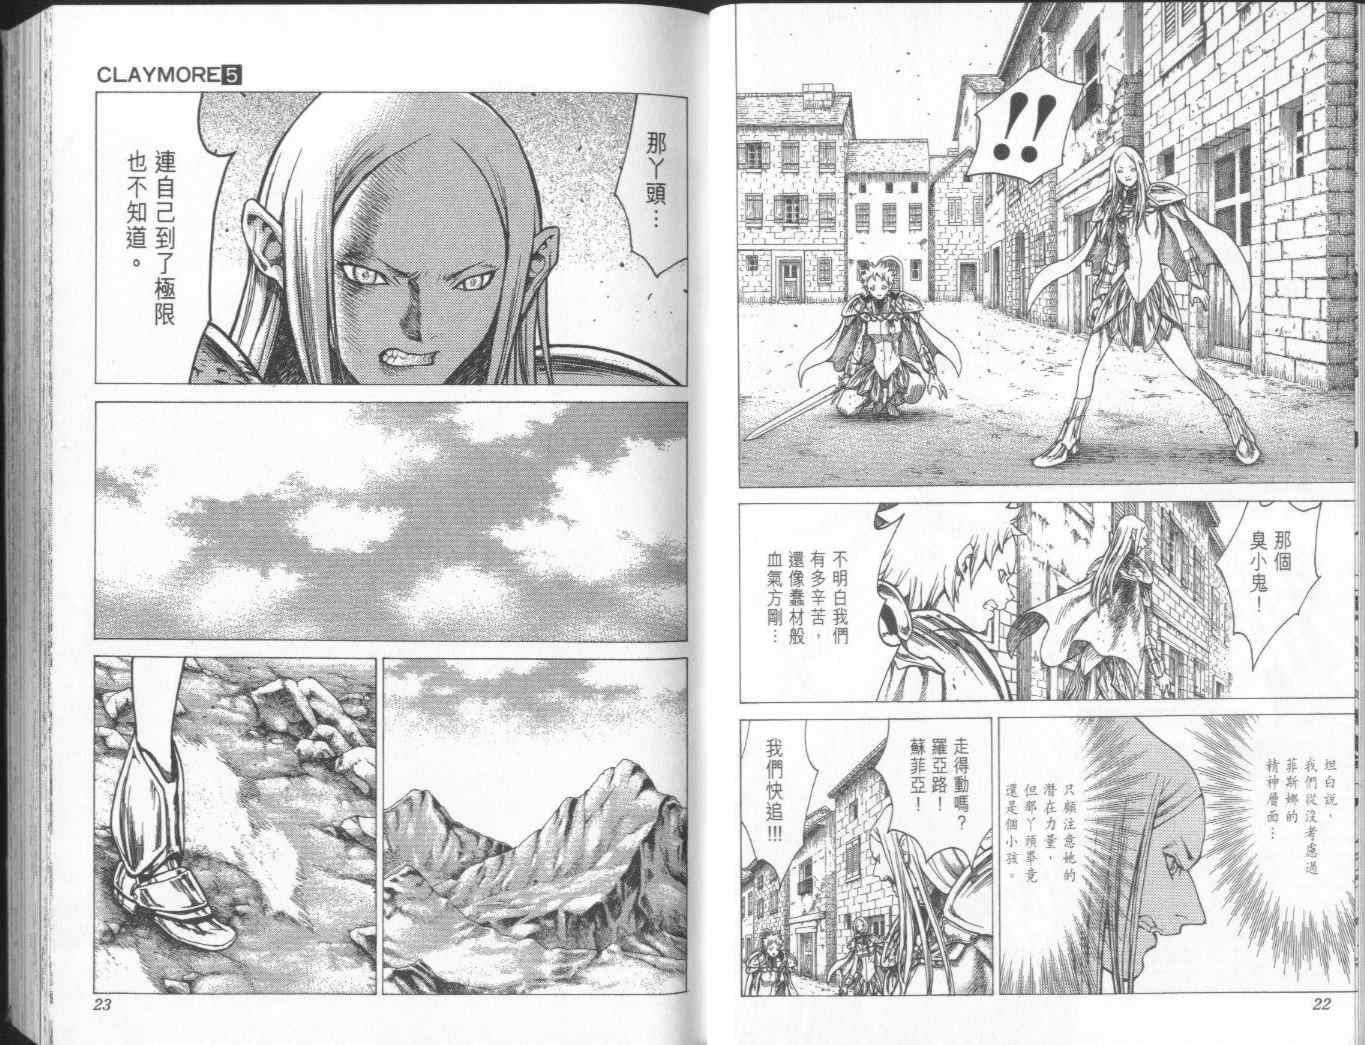 !!
那個
臭小鬼！
不明白我們
有多辛苦，
還像蠢材般
血氣方剛…
坦白說，
我們從沒考慮過
菲斯娜的
精神層面…
只顧注意她的
潛在力量，
但那丫頭畢竟
還是個小孩。
走得動嗎？
羅亞路！
蘇菲亞！
我們快追!!!
22
CLAYMORE 5
那丫頭…
連自己到了極限
也不知道。
23